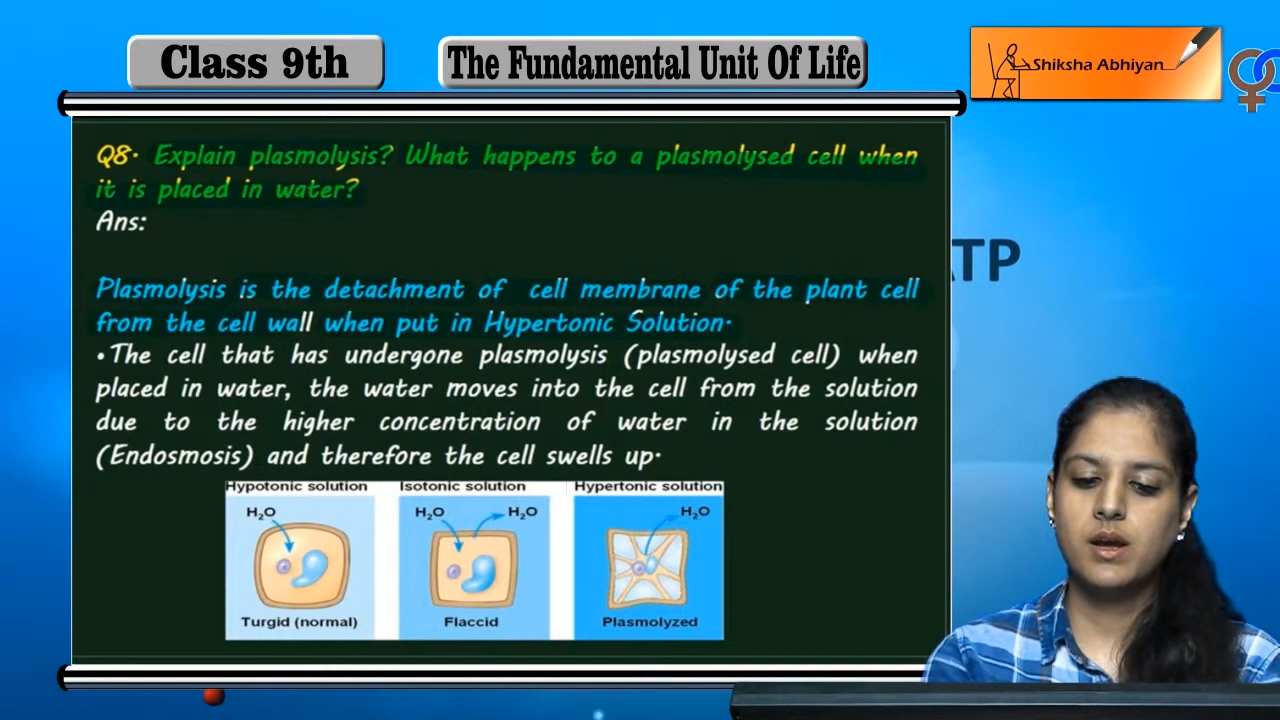 Class 9th
The Fundamental Unit Of Life
Shiksha Abhiyan
Q8. Explain plasmolysis? What happens to a plasmolysed cell when
it is placed in water?
Ans:
TP
Plasmolysis is the detachment of cell membrane of the plant cell
from the cell wall when put in Hypertonic Solution.
•The cell that has undergone plasmolysis (plasmolysed cell) when
placed in water, the water moves into the cell from the solution
due to the higher concentration of water in the solution
(Endosmosis) and therefore the cell swells up.
Hypotonic solution
H₂O
Turgid (normal)
Isotonic solution
H₂O H₂O
Flaccid
Hypertonic solution
H₂O
Plasmolyzed